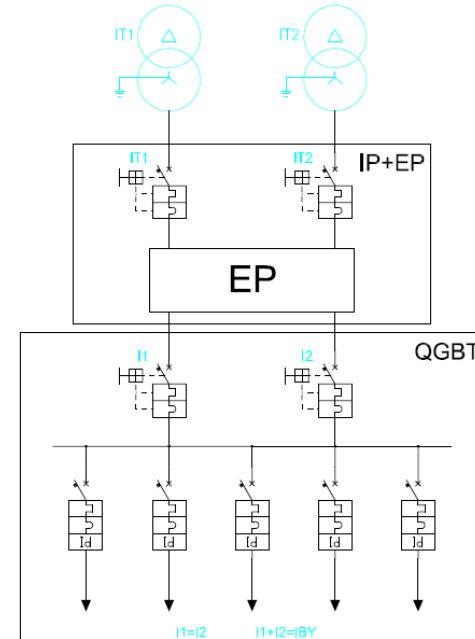 IT1 IT2
IT1 IT2 IP+EP
EP
QGBT
I1 I2
Id Id Id Id Id
I1=I2 I1+I2=IBY